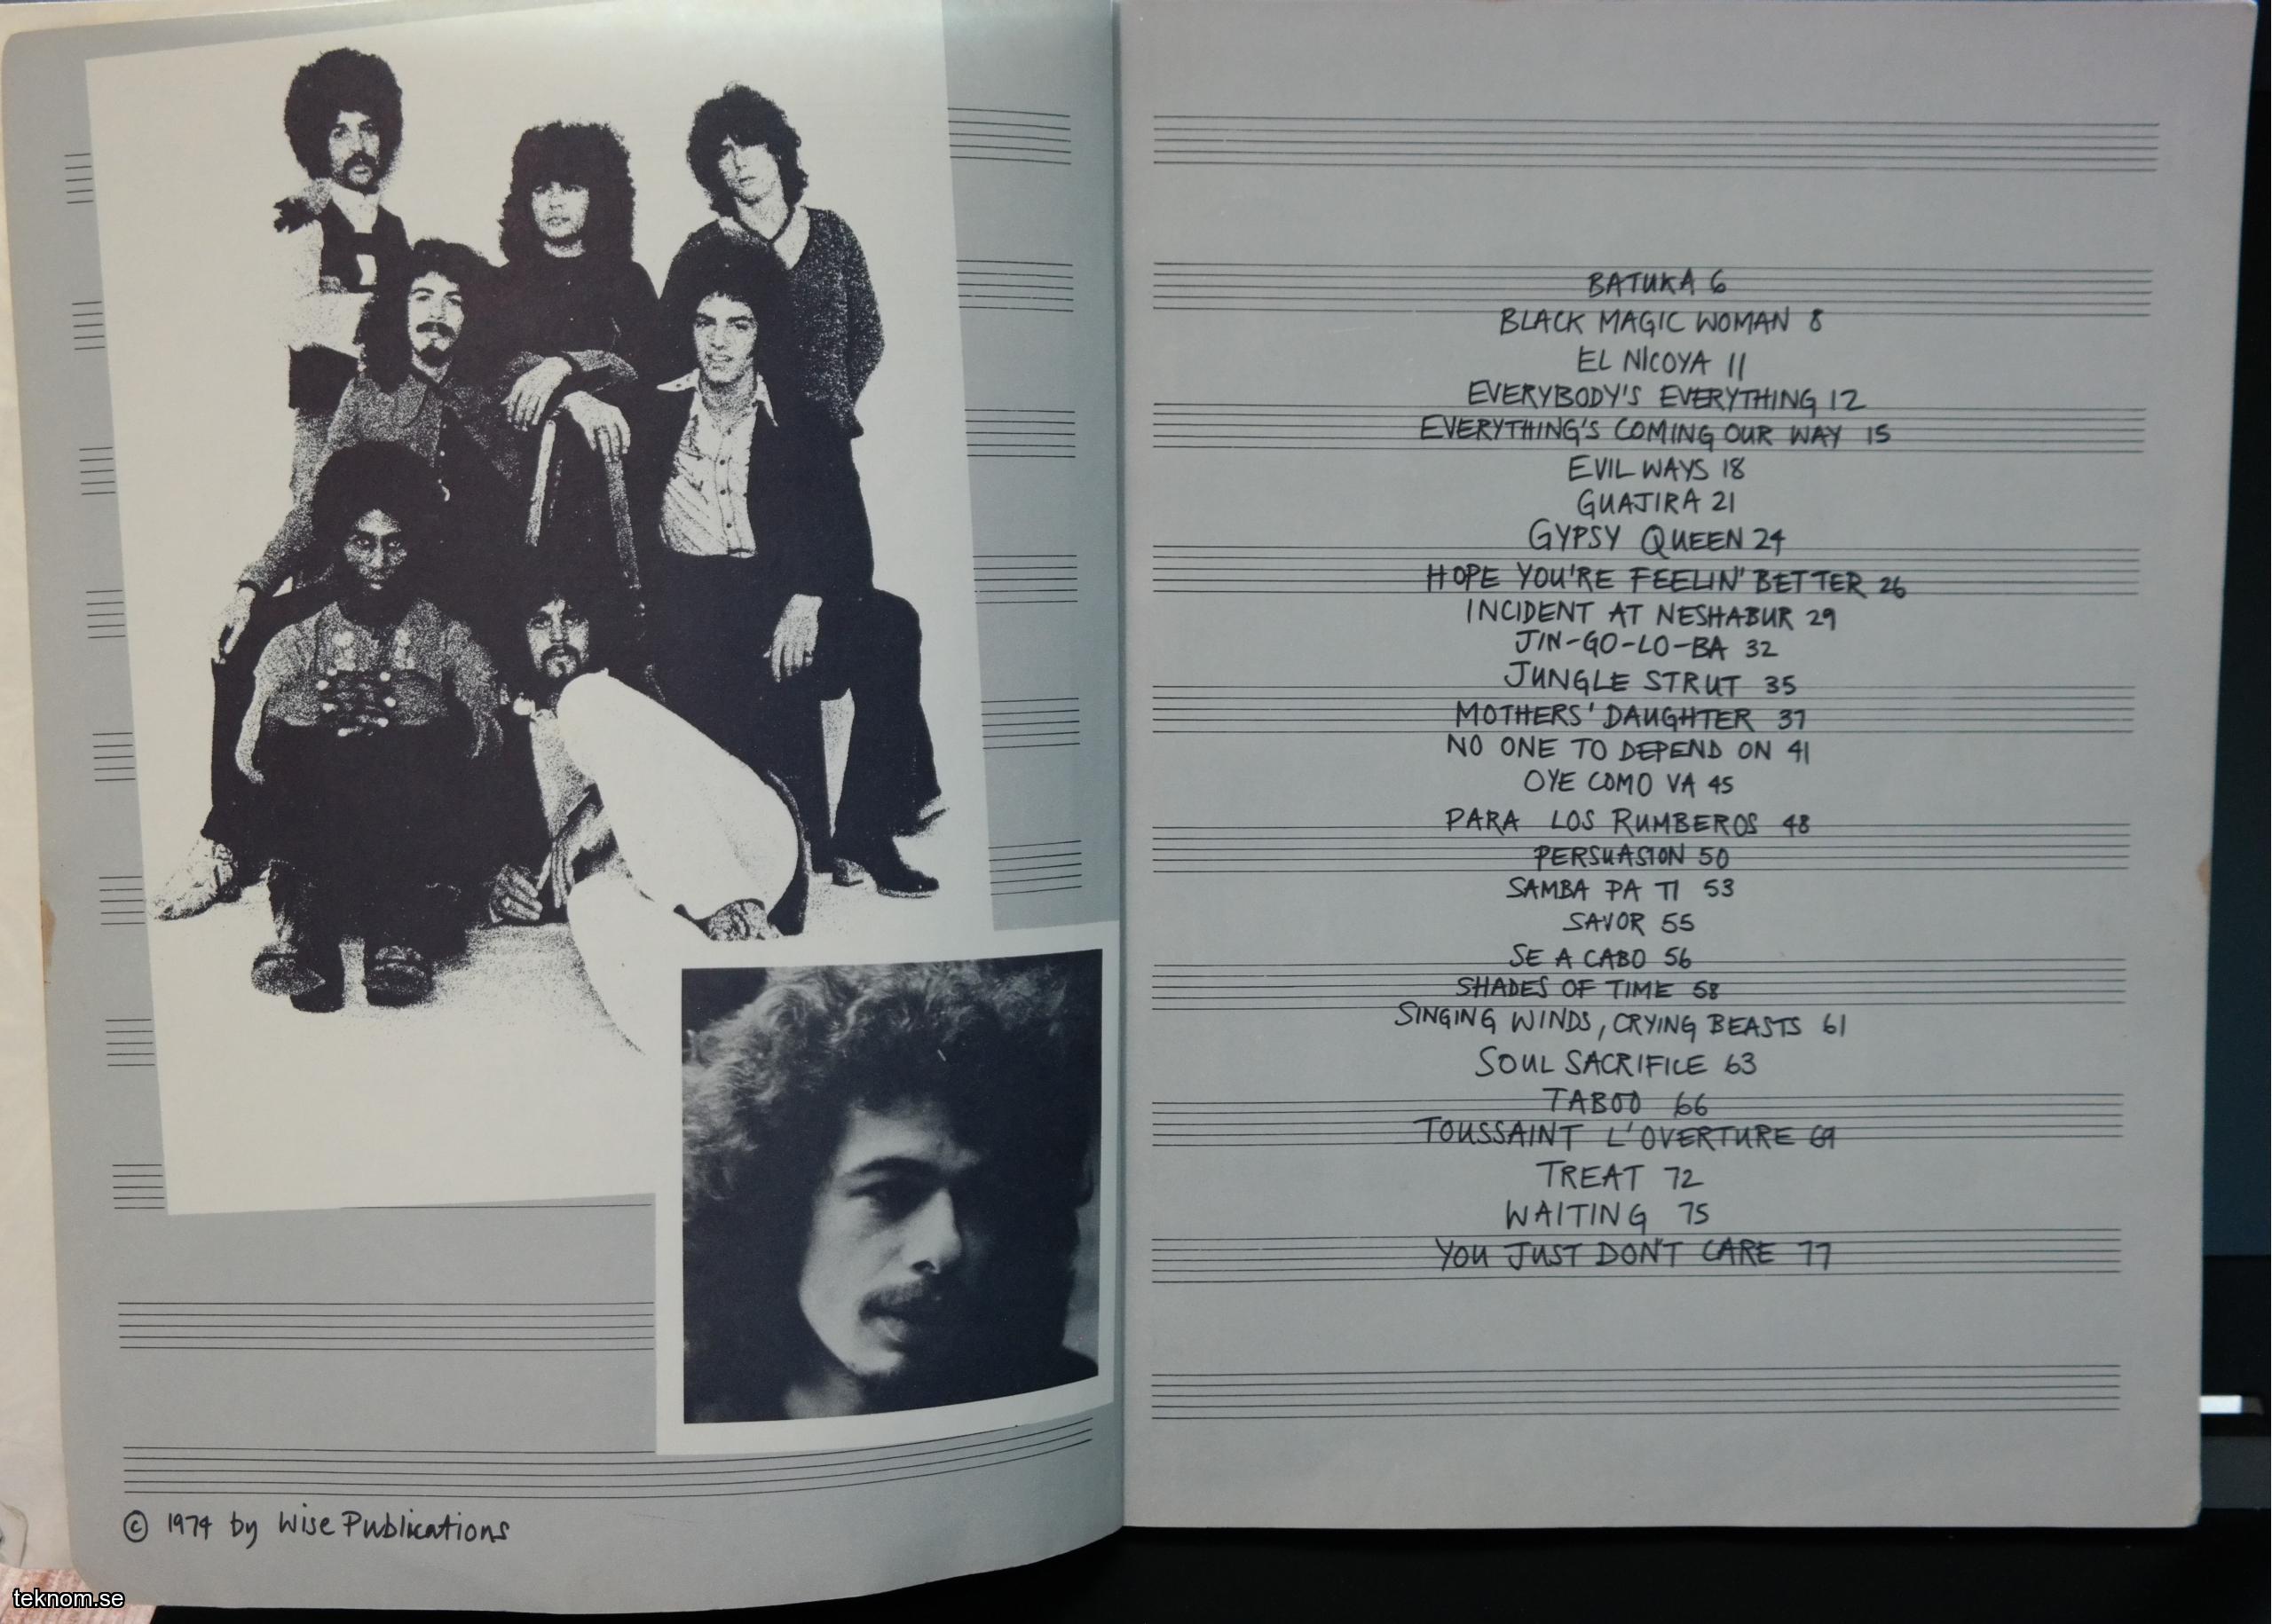 © 1974 by Wise Publications
teknom.se
BATUKA 6
BLACK MAGIC WOMAN 8
EL NICOYA 11
EVERYBODY'S EVERYTHING 12
EVERYTHING'S COMING OUR WAY 15
EVIL WAYS 18
GUAJIRA 21
GYPSY QUEEN 24
HOPE YOU'RE FEELIN' BETTER 26
INCIDENT AT NESHABUR 29
JIN-GO-LO-BA 32
JUNGLE STRUT 35
MOTHERS' DAUGHTER 37
NO ONE TO DEPEND ON 41
OYE COMO VA 45
PARA LOS RUMBEROS 48
PERSUASION 50
SAMBA PA TI 53
SAVOR 55
SE A CABO 56
SHADES OF TIME 58
SINGING WINDS, CRYING BEASTS 61
SOUL SACRIFICE 63
TABOO 66
TOUSSAINT L'OVERTURE 69
TREAT 72
WAITING 75
YOU JUST DON'T CARE 77